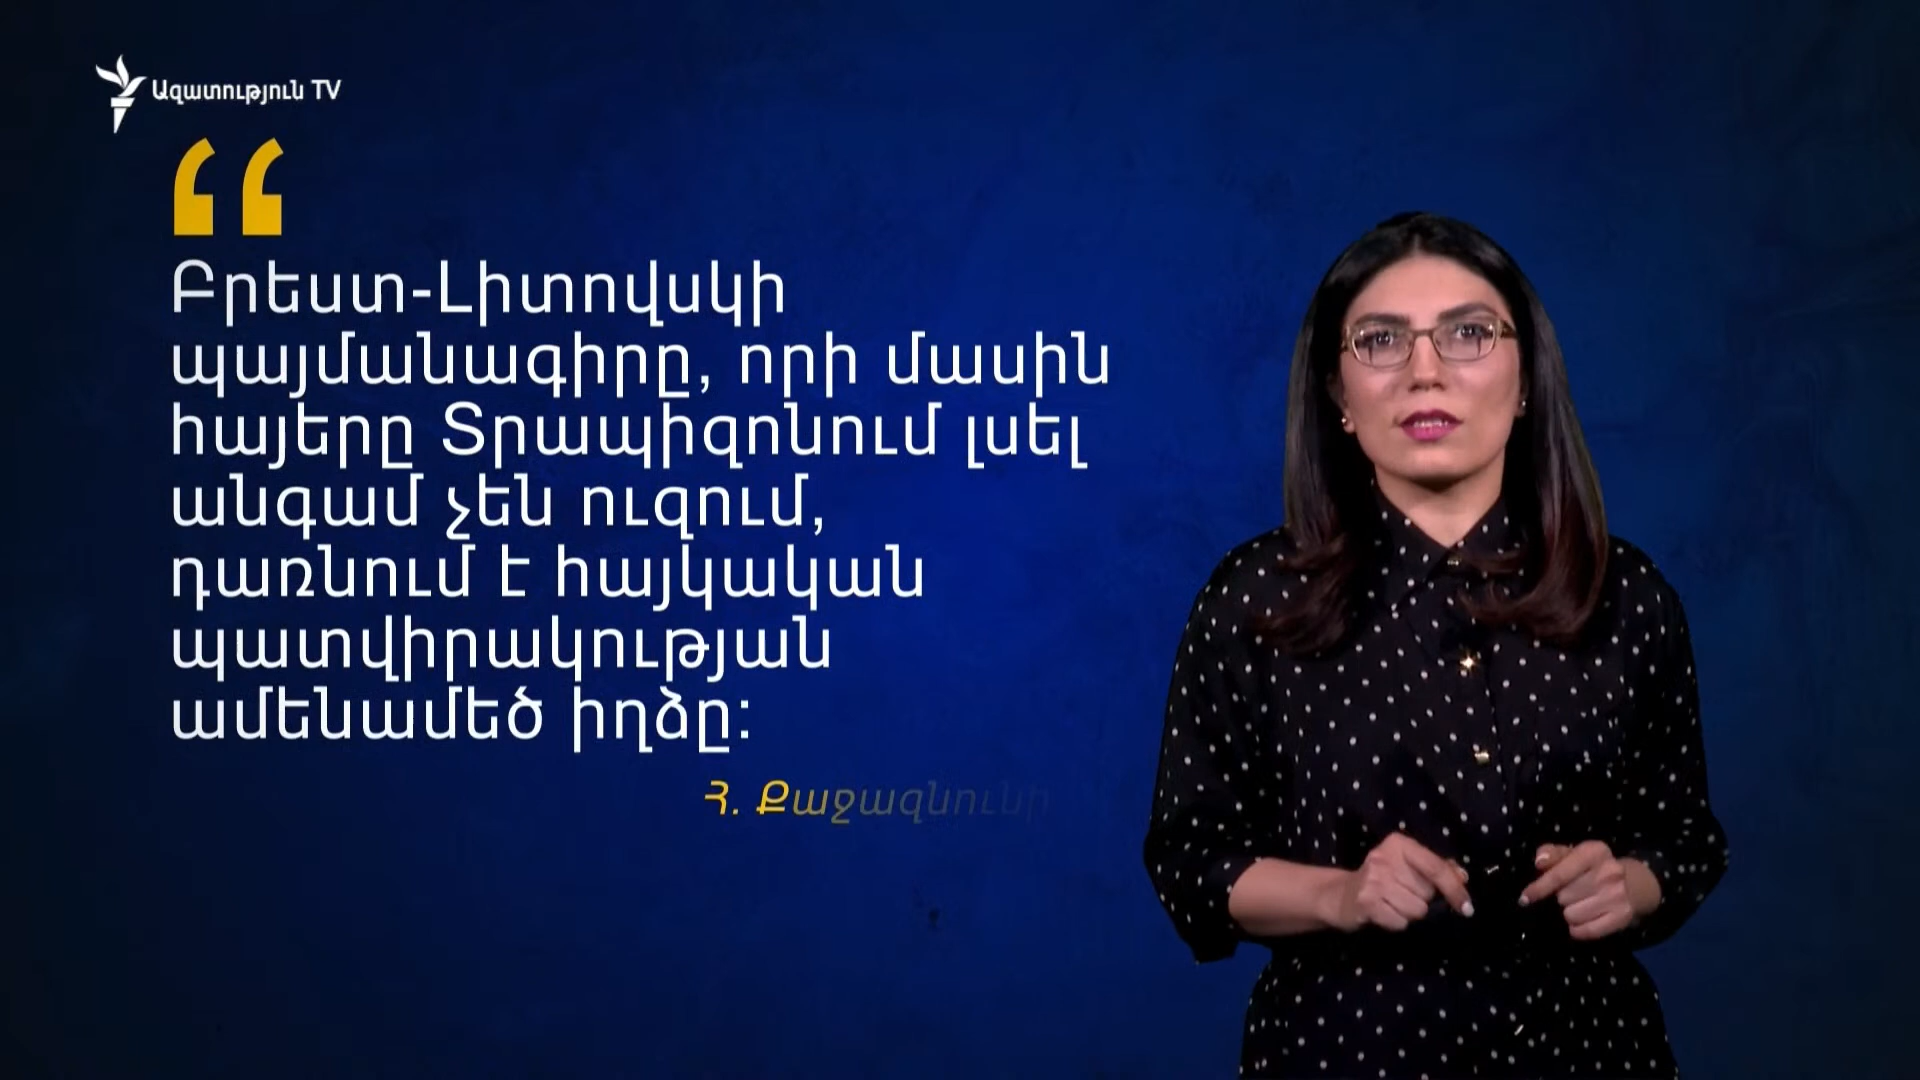 Ազատություն TV
Բրեստ-Լիտովսկի
պայմանագիրը, որի մասին
հայերը Տրապիզոնում լսել
անգամ չեն ուզում,
դառնում է հայկական
պատվիրակության
ամենամեծ իղձը։
Հ. Քաջազնունի